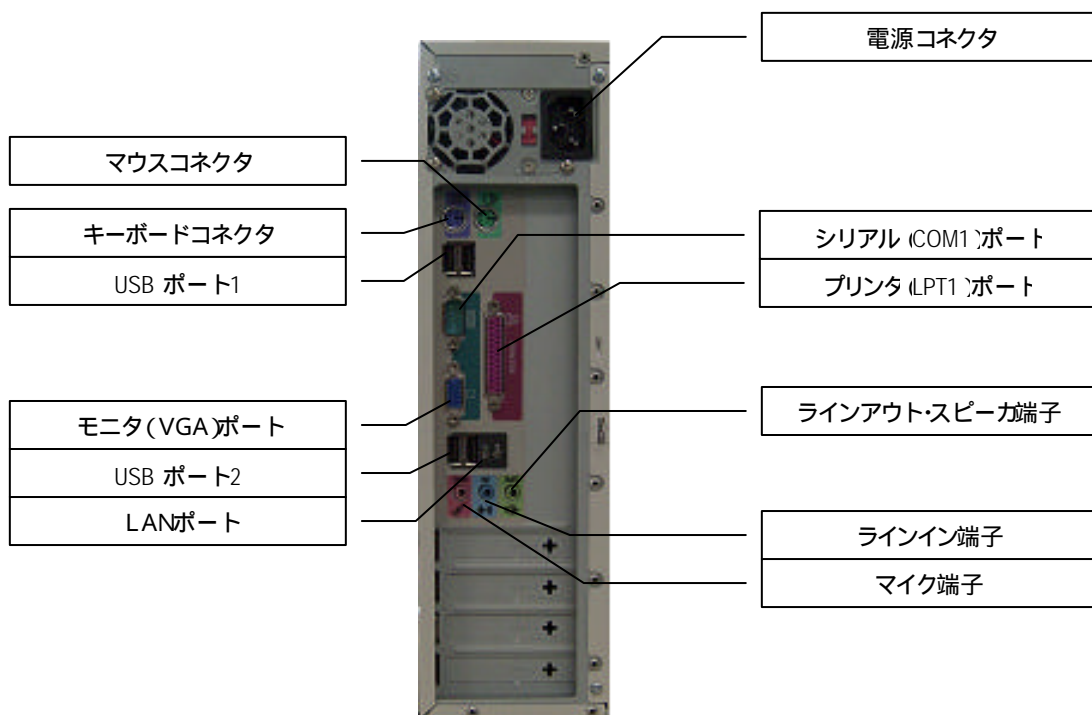 電源コネクタ
マウスコネクタ
キーボードコネクタ
USB ポート1
シリアル(COM1)ポート
プリンタ(LPT1)ポート
モニタ(VGA)ポート
USB ポート2
LANポート
ラインアウト・スピーカ端子
ラインイン端子
マイク端子